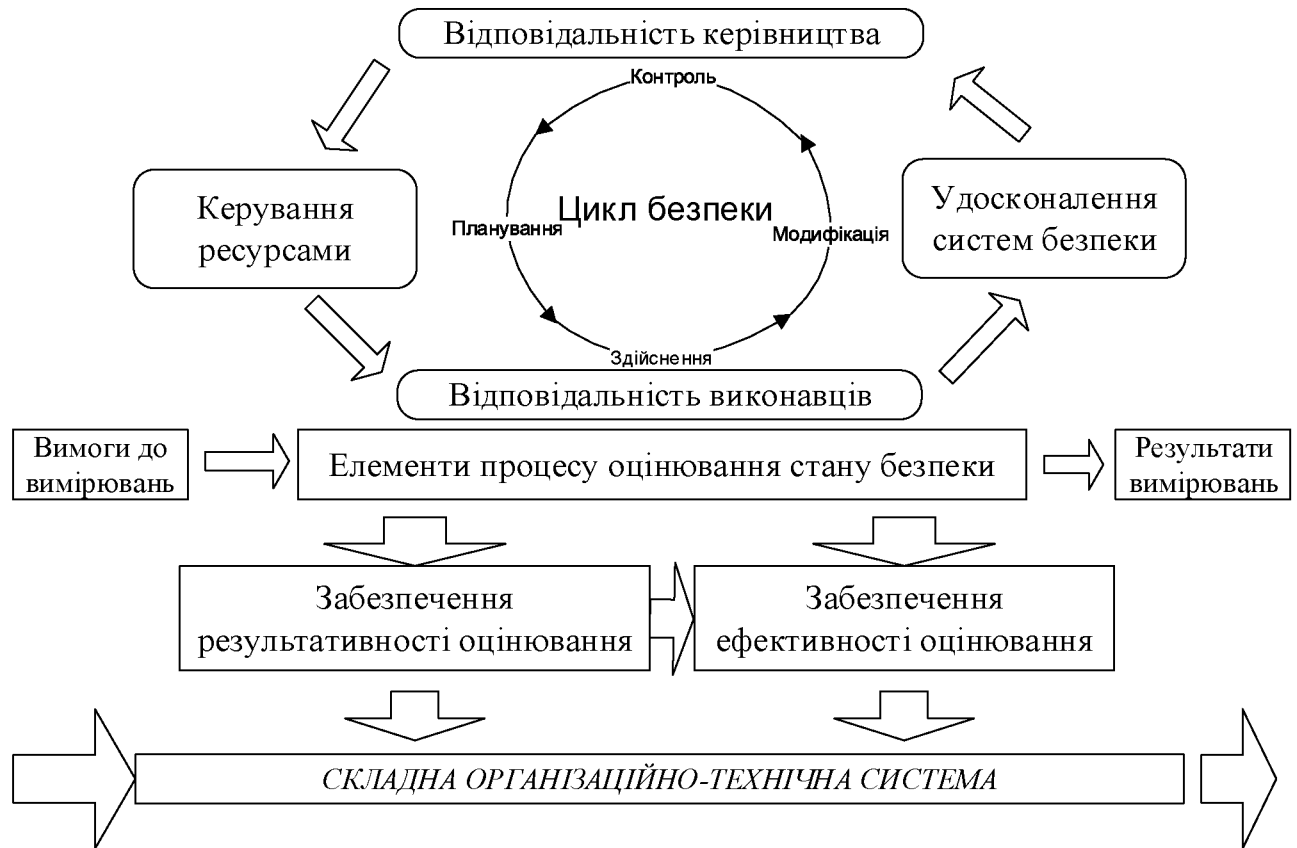 Відповідальність керівництва
Контроль
Керування
ресурсами
Цикл безпеки
Планування
Модифікація
Удосконалення
систем безпеки
Здійснення
Відповідальність виконавців
Вимоги до
вимірювань
Елементи процесу оцінювання стану безпеки
Результати
вимірювань
Забезпечення
результативності оцінювання
Забезпечення
ефективності оцінювання
СКЛАДНА ОРГАНІЗАЦІЙНО-ТЕХНІЧНА СИСТЕМА